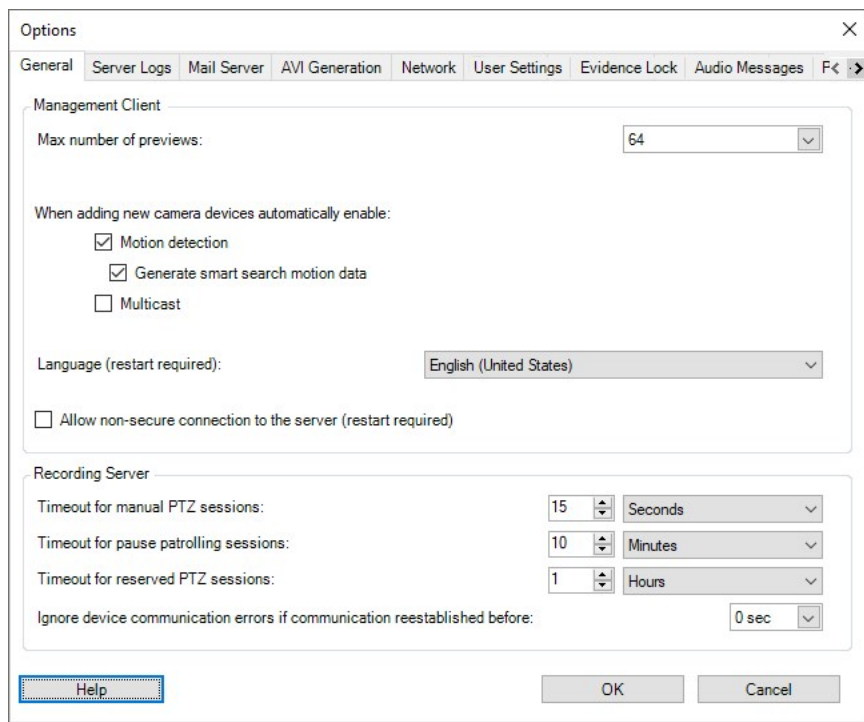 Options
General Server Logs Mail Server AVI Generation Network User Settings Evidence Lock Audio Messages
Management Client
Max number of previews: 64
When adding new camera devices automatically enable:
Motion detection
Generate smart search motion data
Multicast
Language (restart required): English (United States)
Allow non-secure connection to the server (restart required)
Recording Server
Timeout for manual PTZ sessions: 15 Seconds
Timeout for pause patrolling sessions: 10 Minutes
Timeout for reserved PTZ sessions: 1 Hours
Ignore device communication errors if communication reestablished before: 0 sec
Help OK Cancel